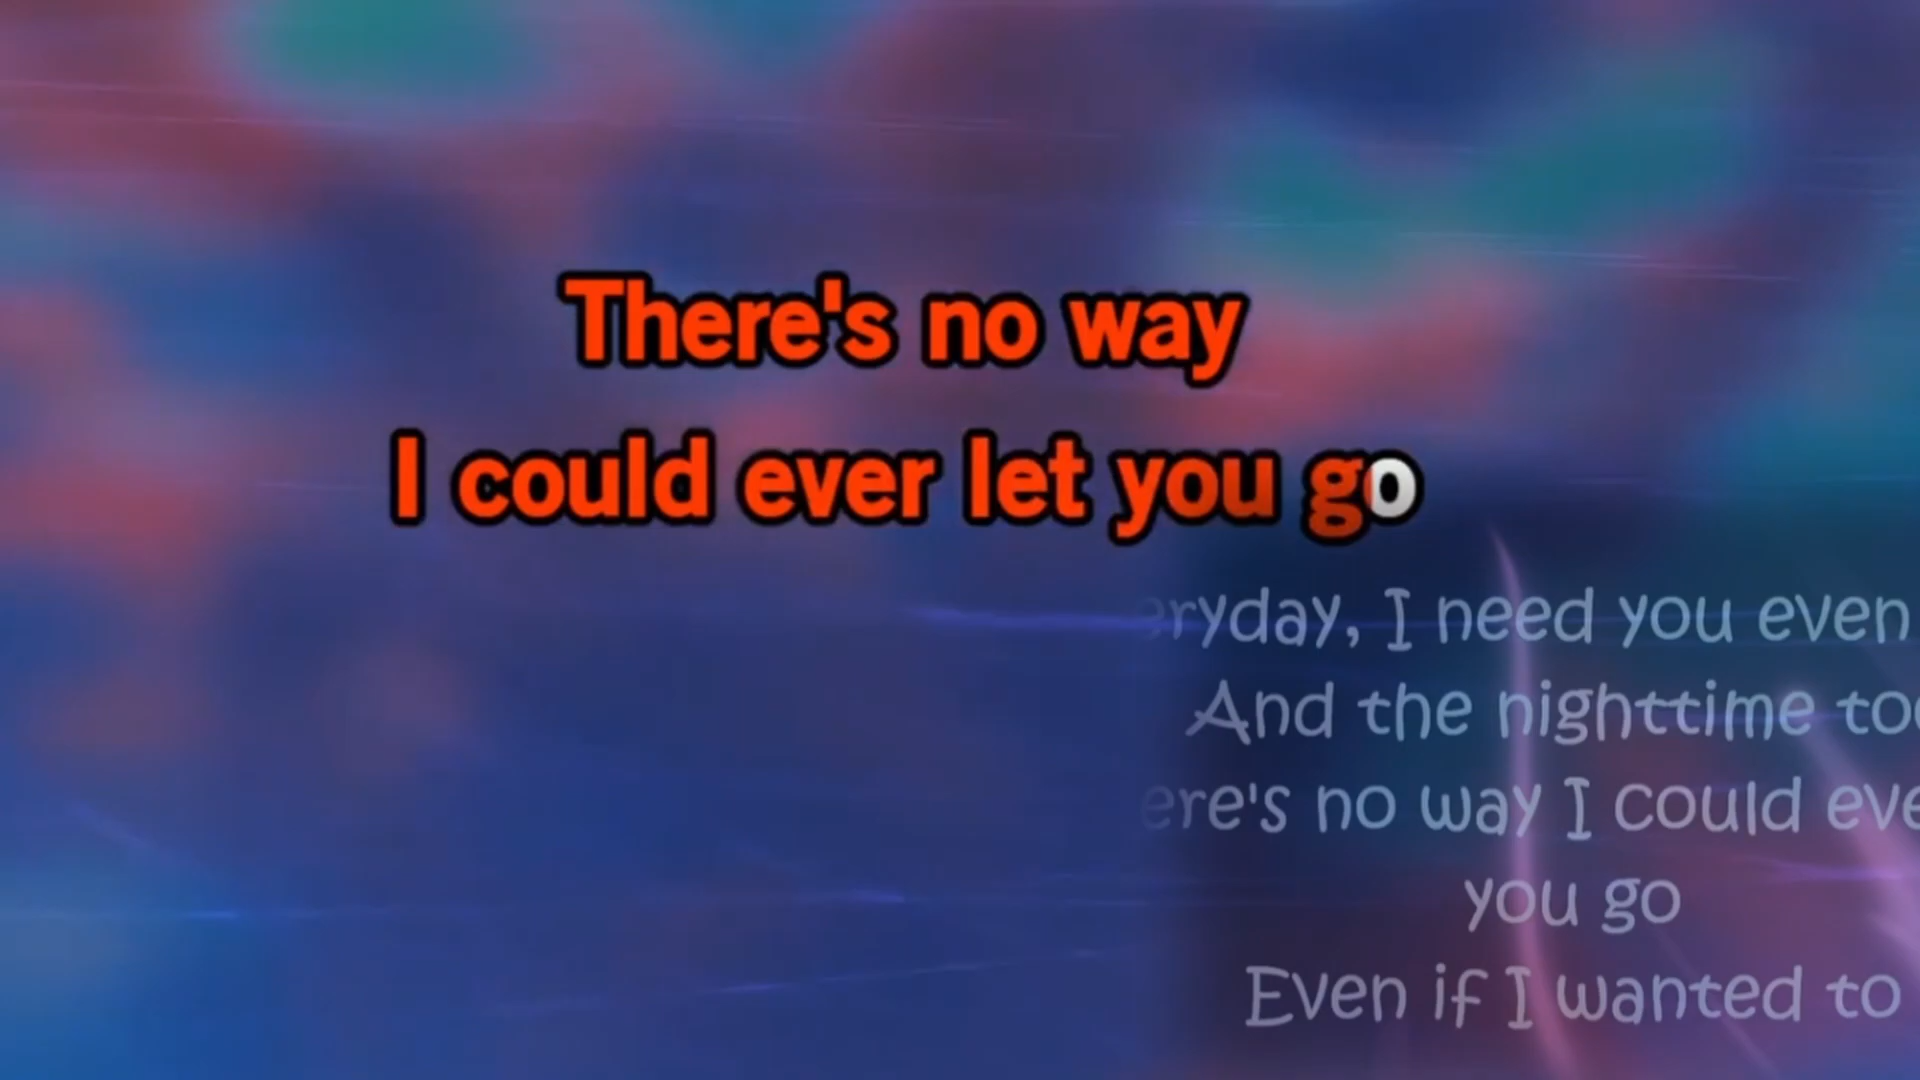 There's no way
I could ever let you go
eryday, I need you even
And the nighttime too
ere's no way I could eve
you go
Even if I wanted to